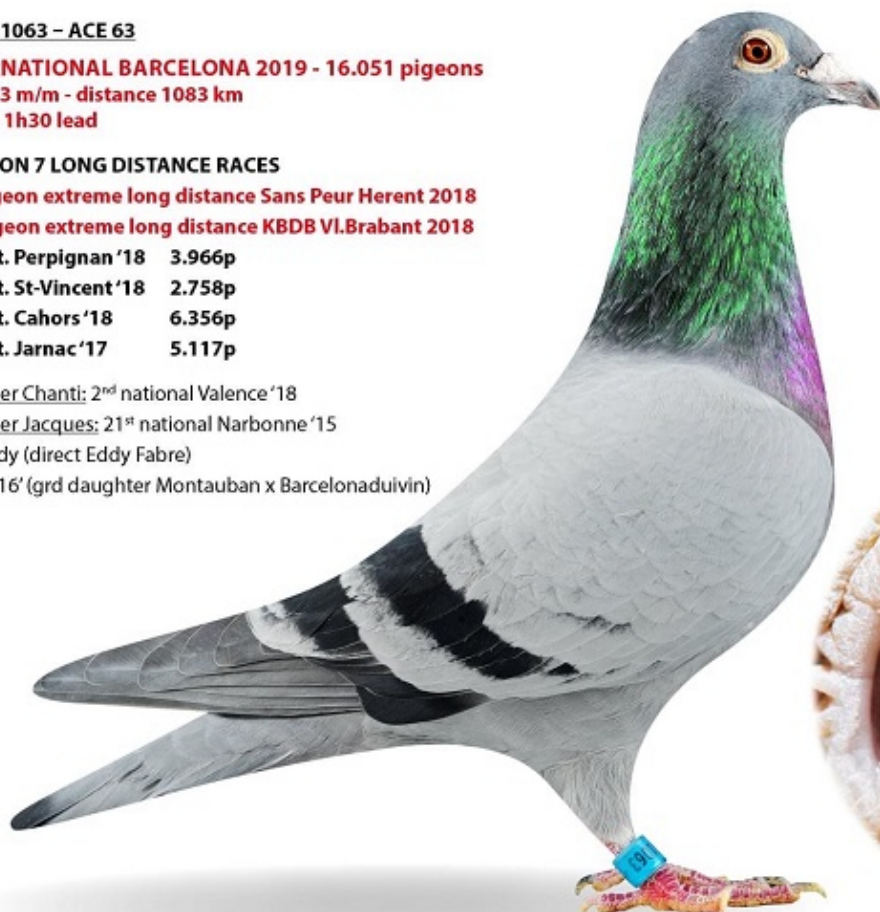 1063 – ACE 63
NATIONAL BARCELONA 2019 - 16.051 pigeons
3 m/m - distance 1083 km
1h30 lead
ON 7 LONG DISTANCE RACES
geon extreme long distance Sans Peur Herent 2018
geon extreme long distance KBDB Vl.Brabant 2018
t. Perpignan ‘18 3.966p
t. St-Vincent ‘18 2.758p
t. Cahors ‘18 6.356p
t. Jarnac ‘17 5.117p
er Chanti: 2nd national Valence ‘18
er Jacques: 21st national Narbonne ‘15
dy (direct Eddy Fabre)
16’ (grd daughter Montauban x Barcelonaduivin)